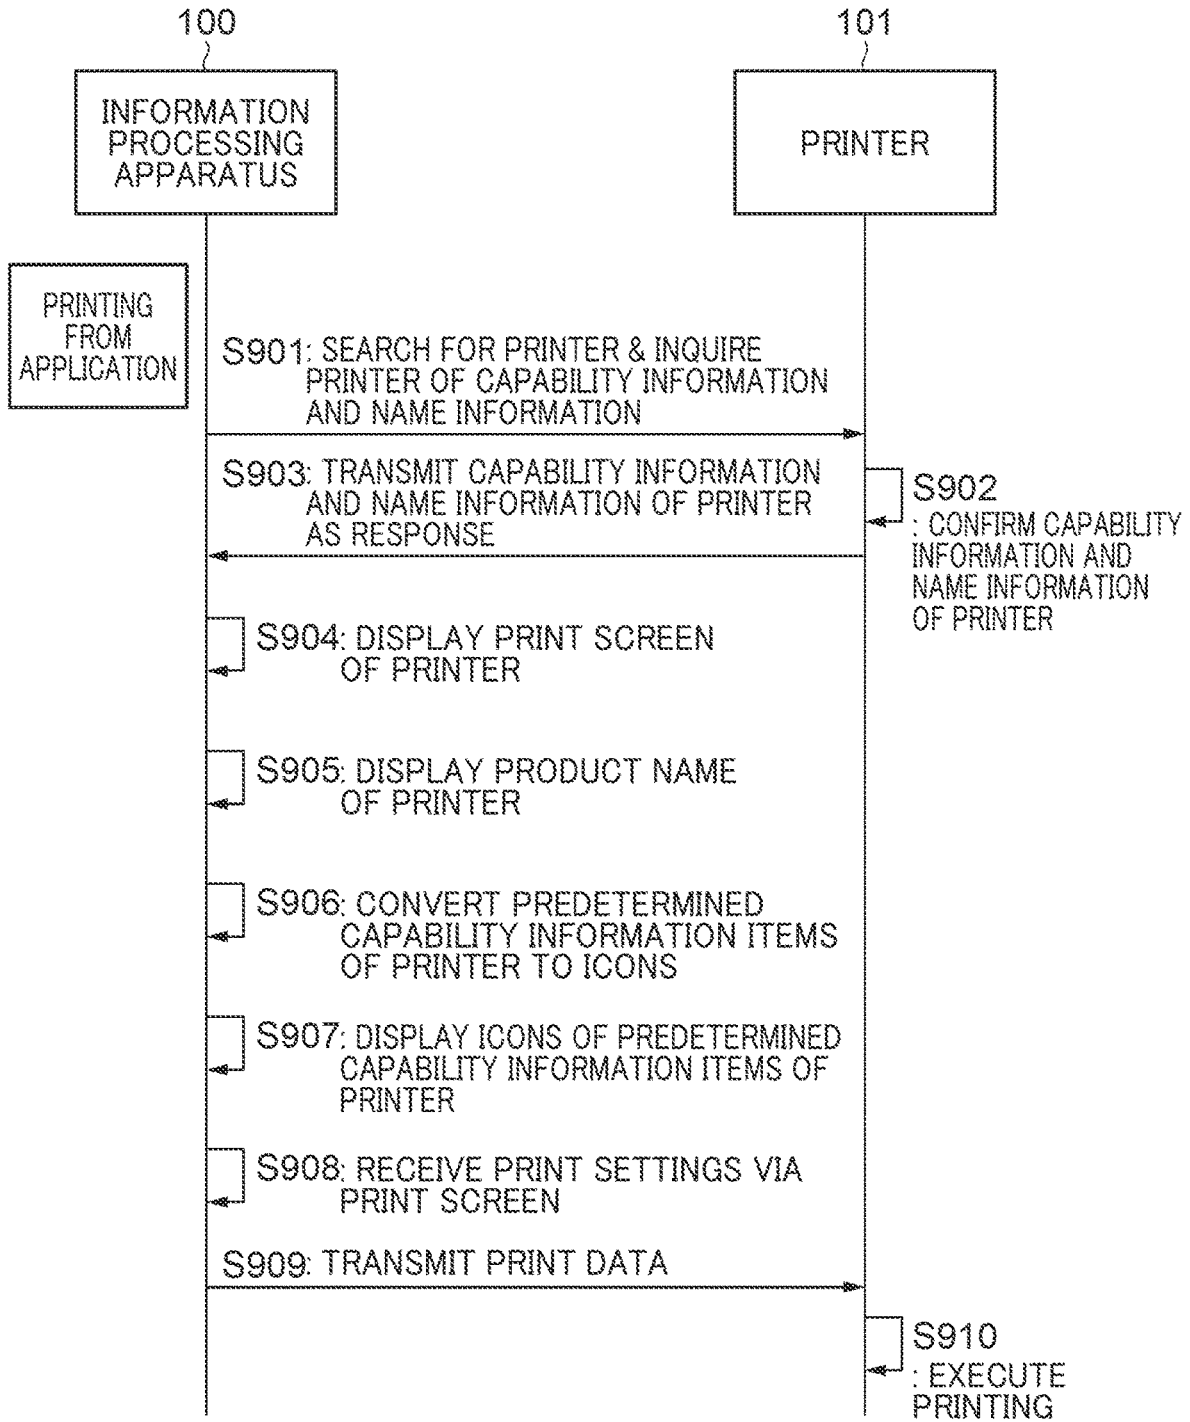 100
101
INFORMATION
PROCESSING
APPARATUS
PRINTER
PRINTING
FROM
APPLICATION
S901: SEARCH FOR PRINTER & INQUIRE
PRINTER OF CAPABILITY INFORMATION
AND NAME INFORMATION
S903: TRANSMIT CAPABILITY INFORMATION
AND NAME INFORMATION OF PRINTER
AS RESPONSE
S902
: CONFIRM CAPABILITY
INFORMATION AND
NAME INFORMATION
OF PRINTER
S904: DISPLAY PRINT SCREEN
OF PRINTER
S905: DISPLAY PRODUCT NAME
OF PRINTER
S906: CONVERT PREDETERMINED
CAPABILITY INFORMATION ITEMS
OF PRINTER TO ICONS
S907: DISPLAY ICONS OF PREDETERMINED
CAPABILITY INFORMATION ITEMS OF
PRINTER
S908: RECEIVE PRINT SETTINGS VIA
PRINT SCREEN
S909: TRANSMIT PRINT DATA
S910
: EXECUTE
PRINTING